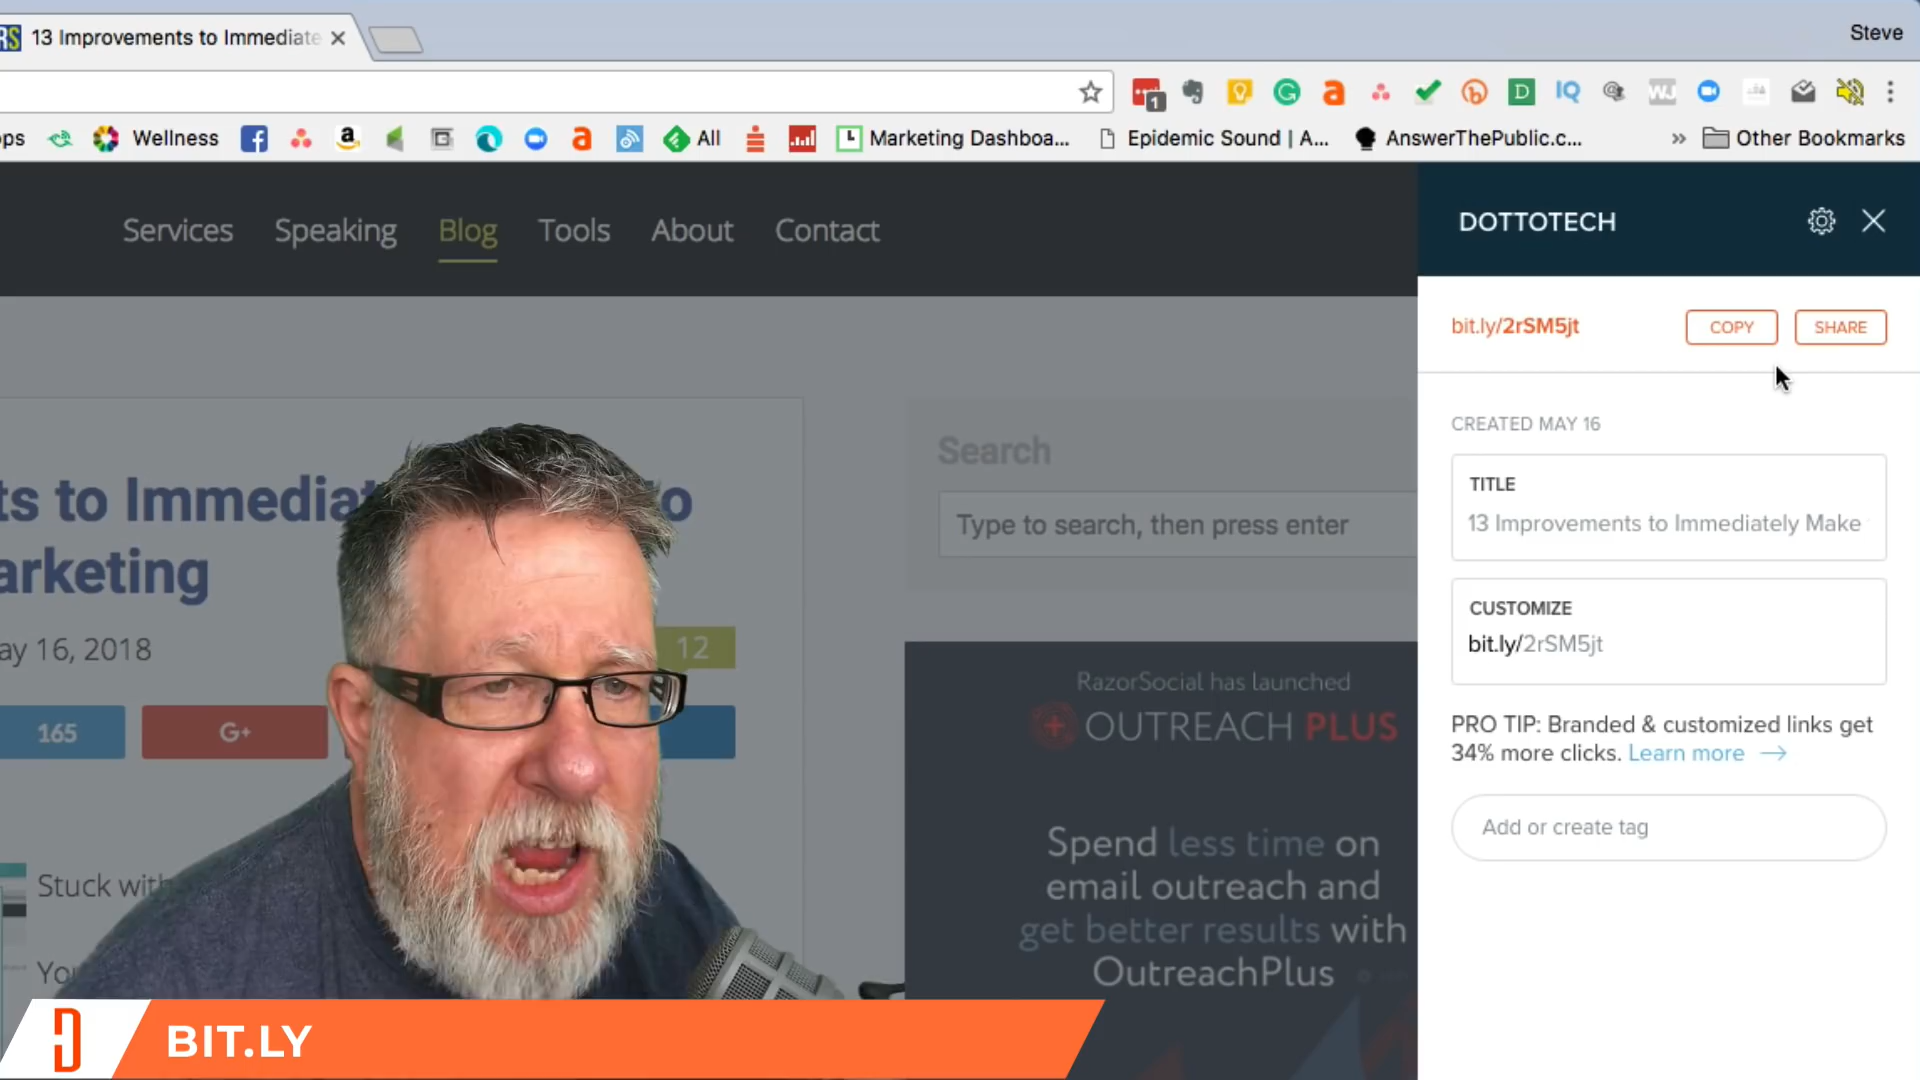 13 Improvements to Immediate
Steve
Wellness
All
Marketing Dashboa...
Epidemic Sound | A...
AnswerThePublic.c...
»
Other Bookmarks
Services
Speaking
Blog
Tools
About
Contact
DOTTOTECH
bit.ly/2rSM5jt
COPY
SHARE
CREATED MAY 16
TITLE
13 Improvements to Immediately Make
CUSTOMIZE
bit.ly/2rSM5jt
PRO TIP: Branded & customized links get
34% more clicks. Learn more →
Add or create tag
ts to Immedia
o
arketing
ay 16, 2018
12
165
G+
Stuck with
You
Search
Type to search, then press enter
RazorSocial has launched
OUTREACH PLUS
Spend less time on
email outreach and
get better results with
OutreachPlus
BIT.LY